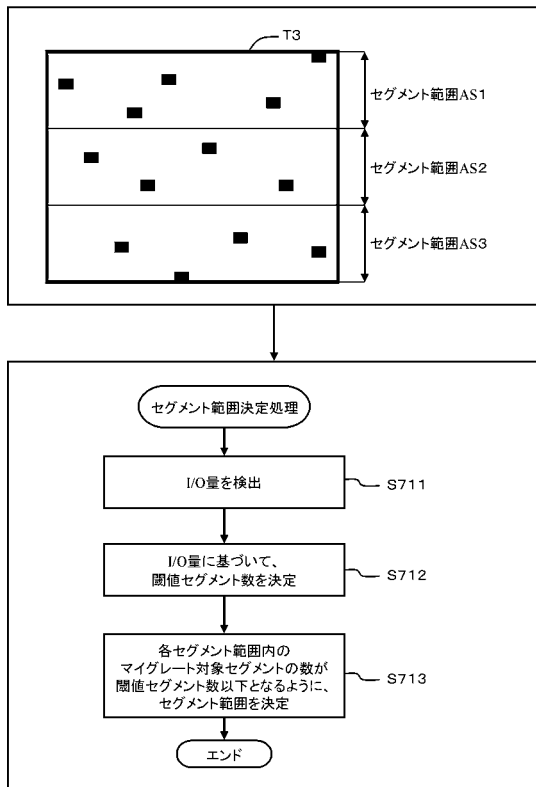 T3
セグメント範囲AS1
セグメント範囲AS2
セグメント範囲AS3
セグメント範囲決定処理
I/O量を検出
S711
I/O量に基づいて、
閾値セグメント数を決定
S712
各セグメント範囲内の
マイグレート対象セグメントの数が
閾値セグメント数以下となるように、
セグメント範囲を決定
S713
エンド